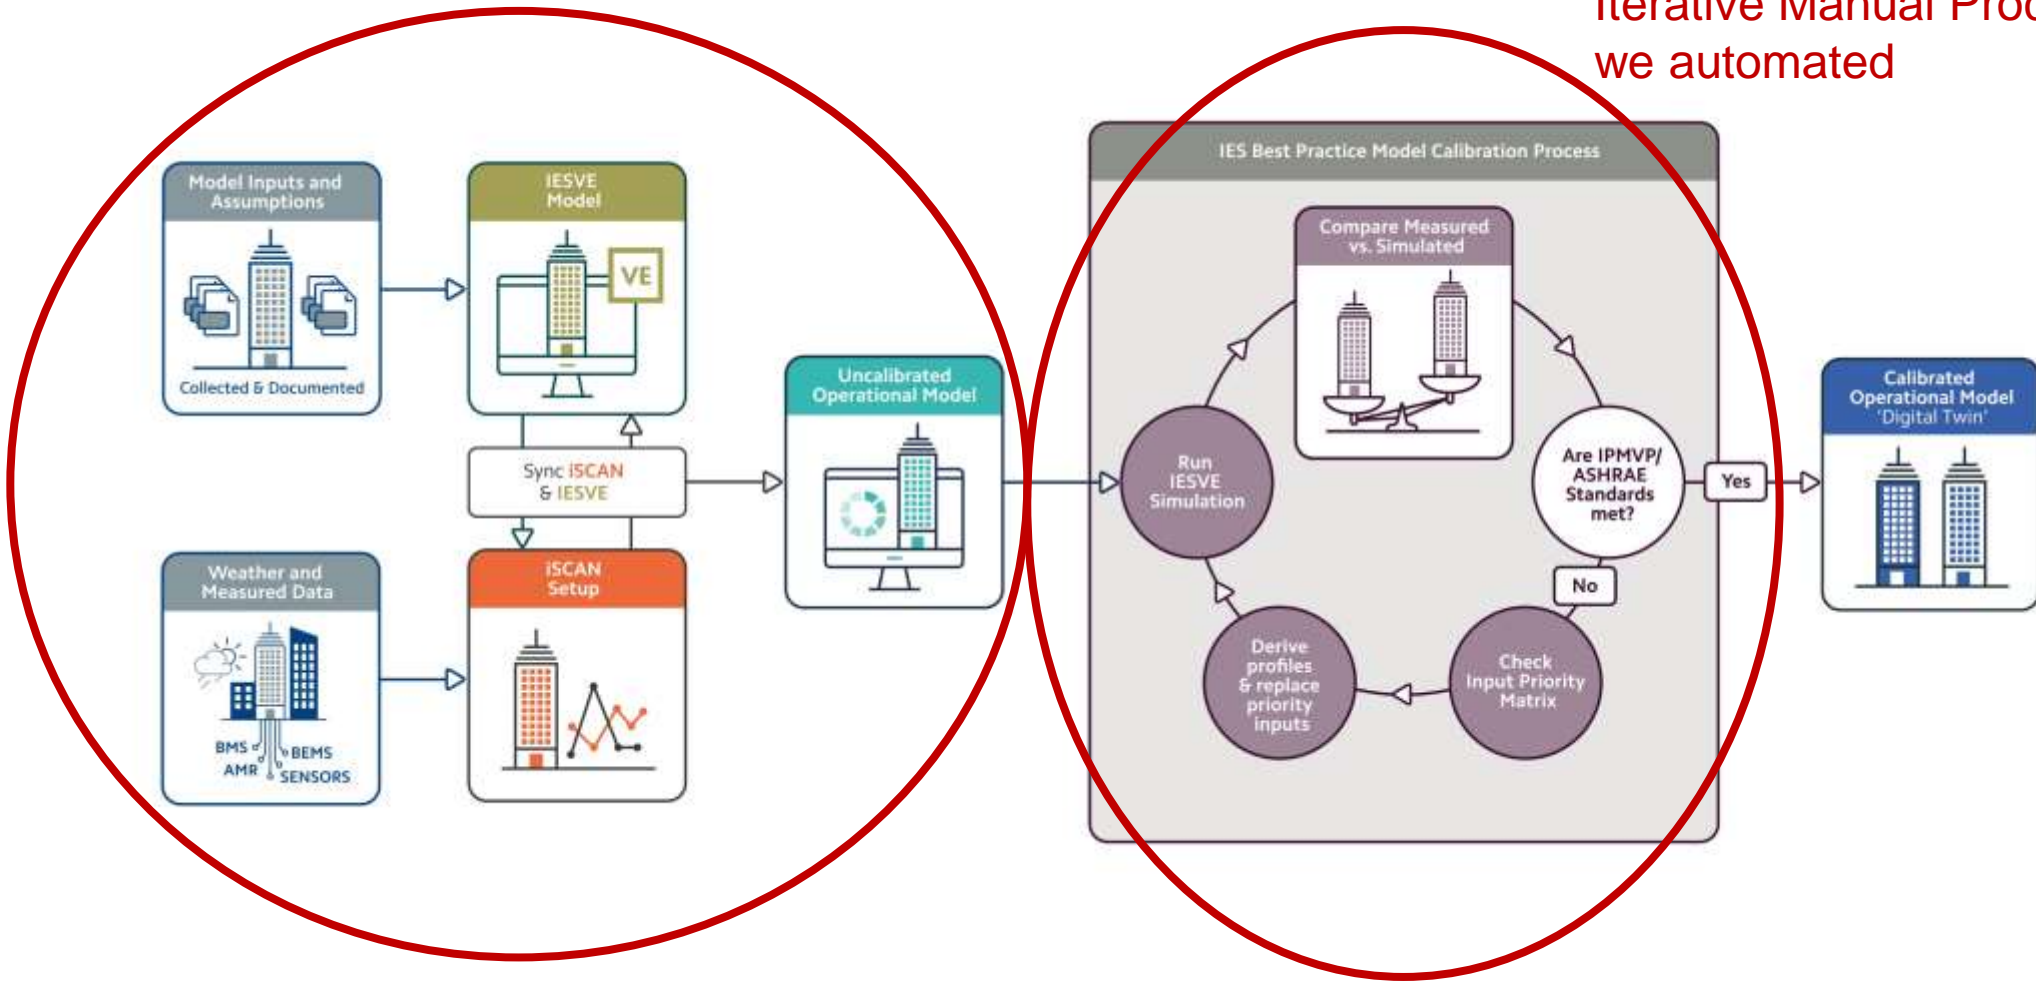 Iterative Manual
we automated
Model Inputs and
Assumptions
Collected & Documented
IESVE
Model
VE
Sync iSCAN
& IESVE
Weather and
Measured Data
BMS
BEMS
AMR
SENSORS
iSCAN
Setup
Uncalibrated
Operational Model
IES Best Practice Model Calibration Process
Compare Measured
vs. Simulated
Run
IESVE
Simulation
Are IPMVP/
ASHRAE
Standards
met?
Yes
No
Check
Input Priority
Matrix
Derive
profiles
& replace
priority
inputs
Calibrated
Operational Model
'Digital Twin'